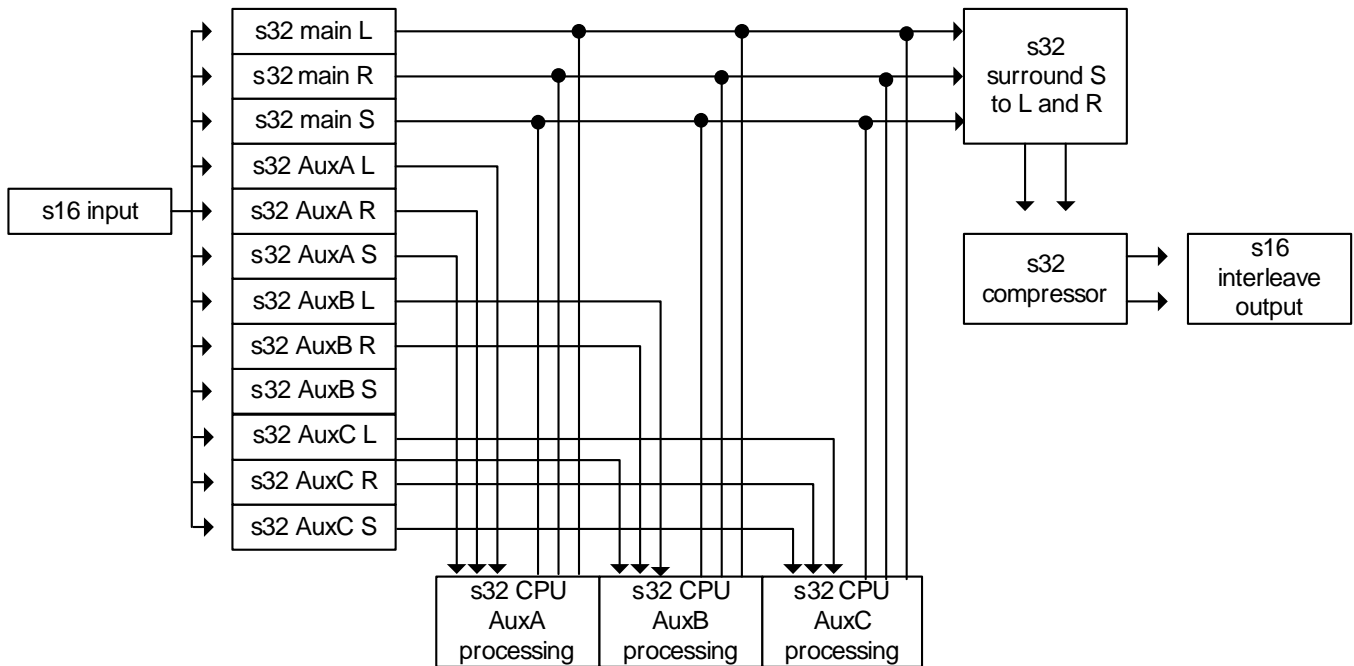 s32 main L
s32 main R
s32 main S
s32 AuxA L
s32 AuxA R
s32 AuxA S
s32 AuxB L
s32 AuxB R
s32 AuxB S
s32 AuxC L
s32 AuxC R
s32 AuxC S
s16 input
s32
surround S
to L and R
s32
compressor
s16
interleave
output
s32 CPU
AuxA
processing
s32 CPU
AuxB
processing
s32 CPU
AuxC
processing